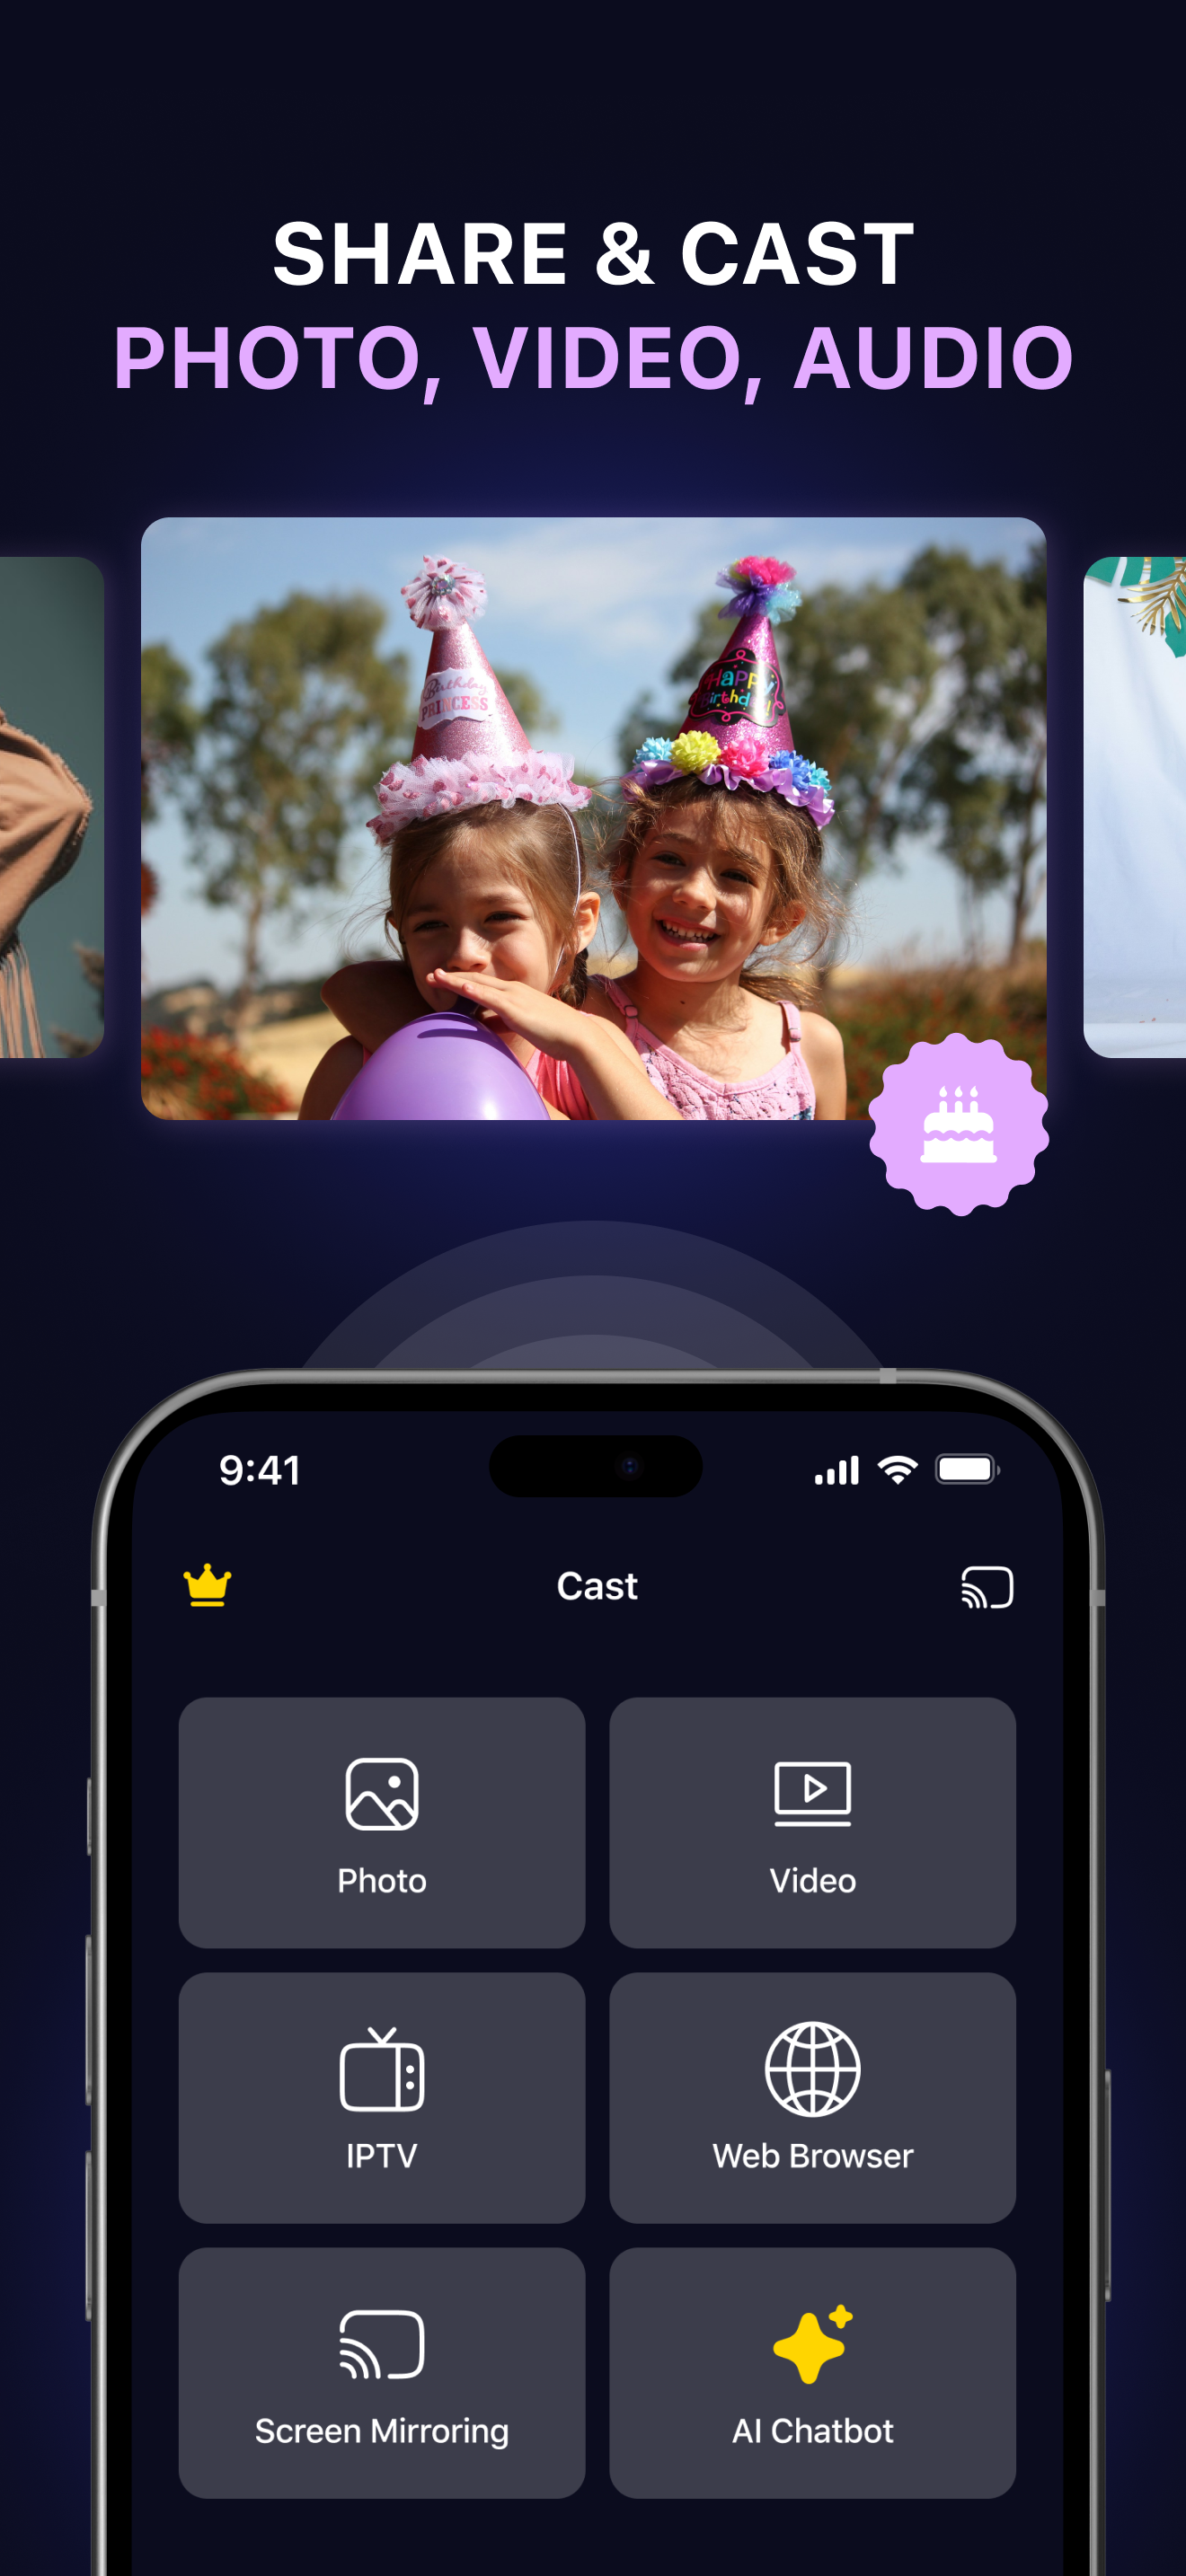 SHARE & CAST
PHOTO, VIDEO, AUDIO
Birthday
PRINCESS
HAPPY
Birthday!
9:41
Cast
Photo
Video
IPTV
Web Browser
Screen Mirroring
AI Chatbot